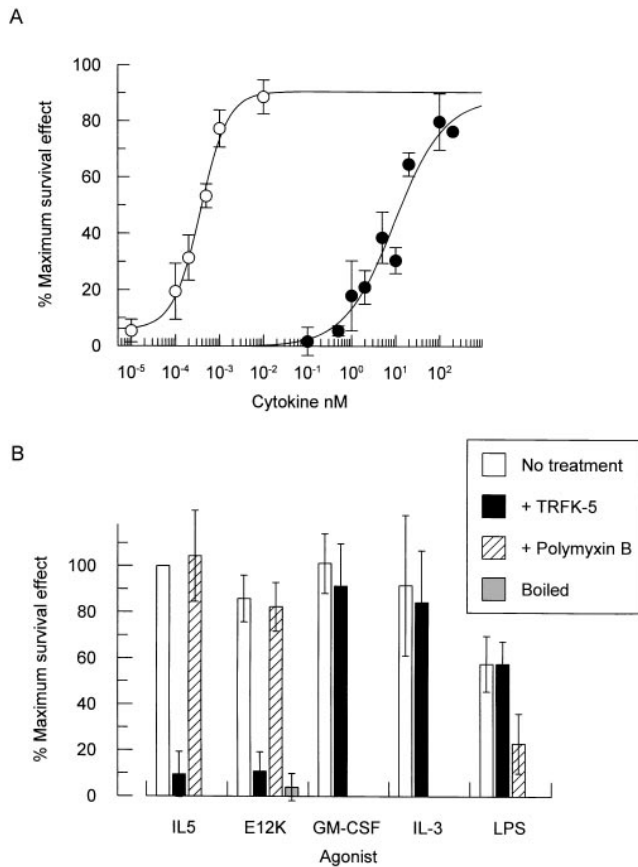 A
% Maximum survival effect
100
80
60
40
20
0
10⁻⁵ 10⁻⁴ 10⁻³ 10⁻² 10⁻¹ 10⁰ 10¹ 10²
Cytokine nM
B
No treatment
+ TRFK-5
+ Polymyxin B
Boiled
% Maximum survival effect
100
80
60
40
20
0
IL5 E12K GM-CSF IL-3 LPS
Agonist